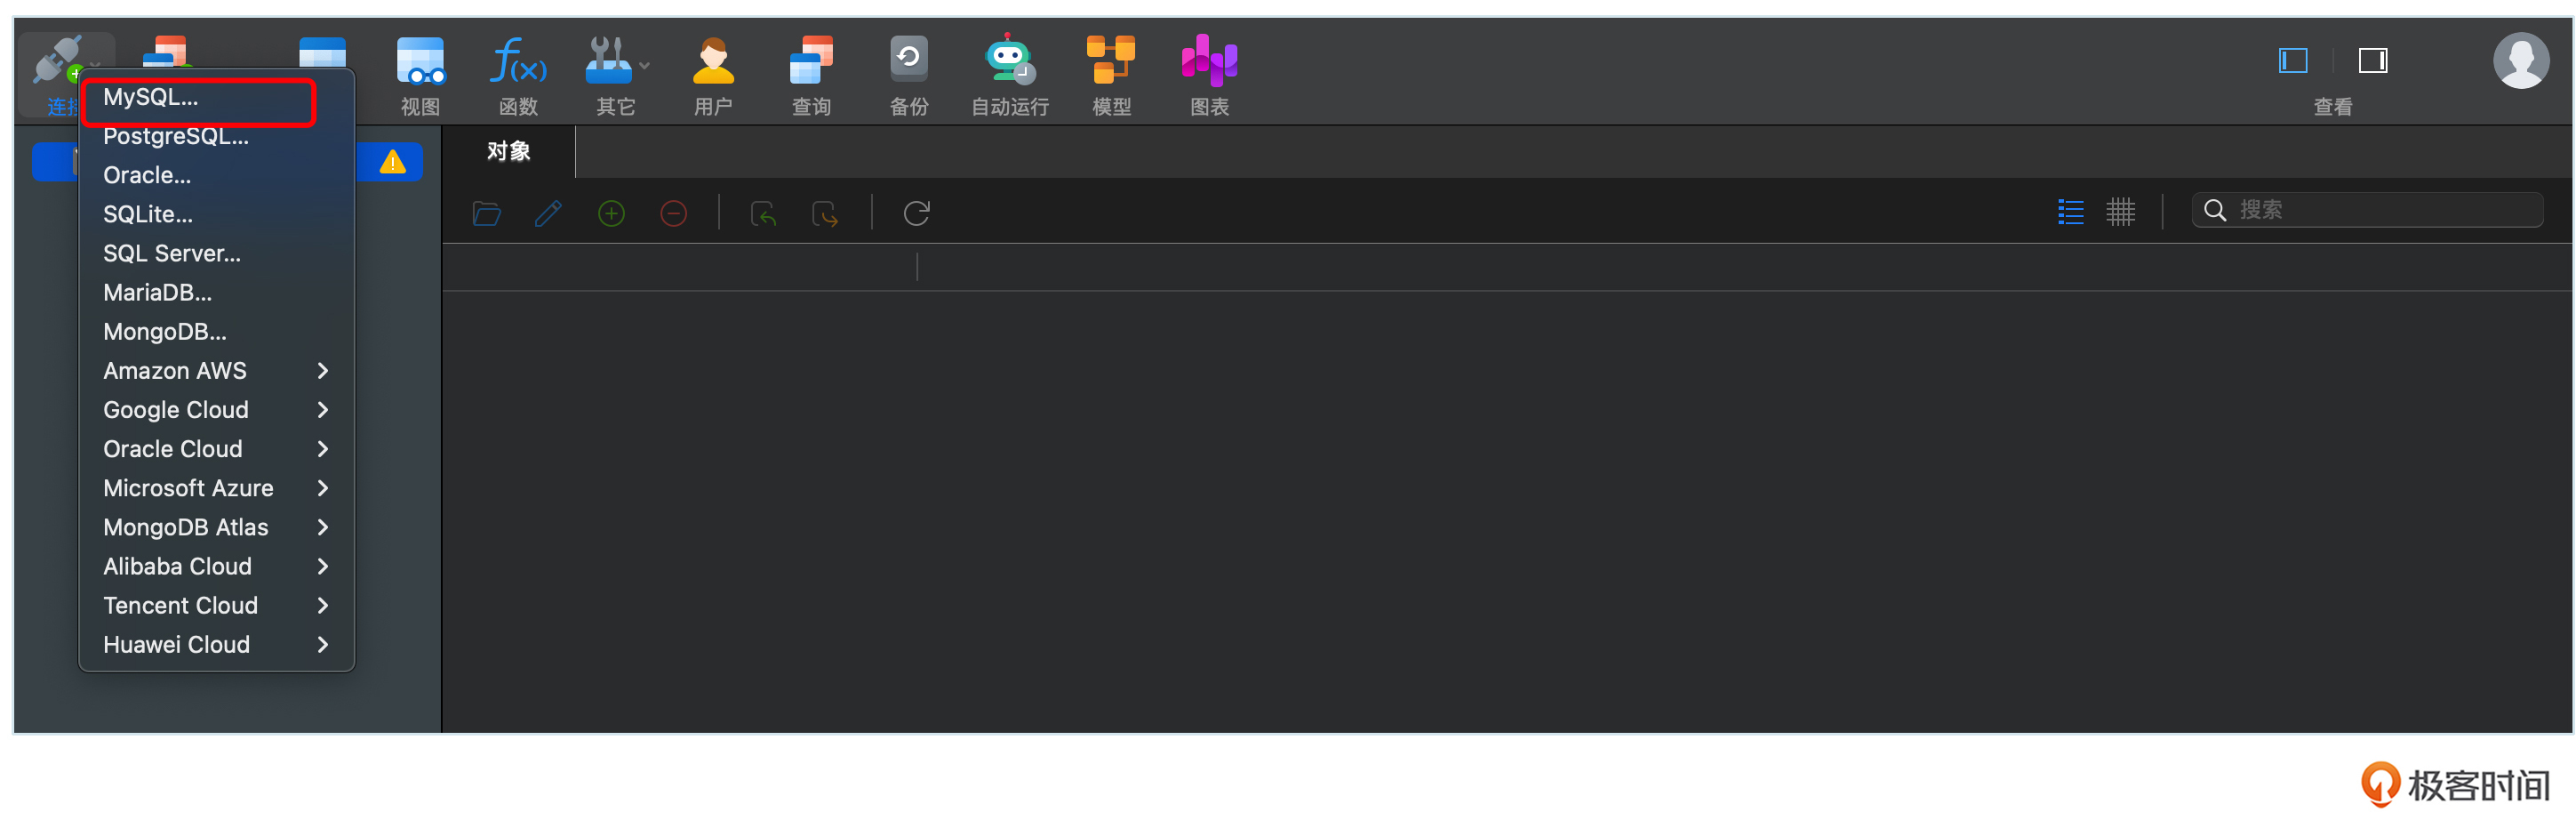 连接
视图
函数
其它
用户
查询
备份
自动运行
模型
图表
查看
MySQL...
PostgreSQL...
Oracle...
SQLite...
SQL Server...
MariaDB...
MongoDB...
Amazon AWS
Google Cloud
Oracle Cloud
Microsoft Azure
MongoDB Atlas
Alibaba Cloud
Tencent Cloud
Huawei Cloud
对象
搜索
极客时间